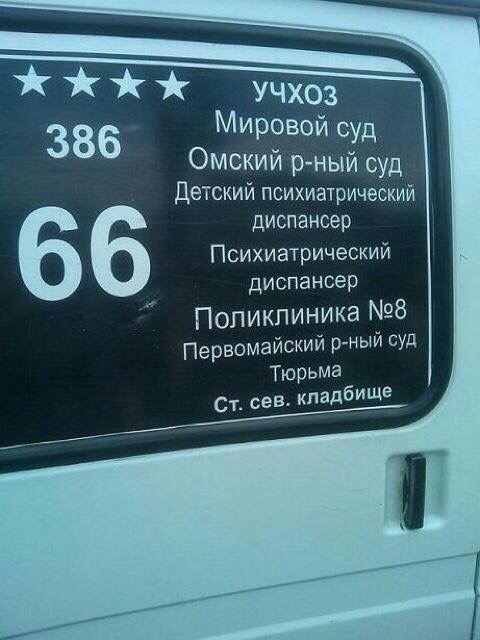 386
66
УЧХОЗ
Мировой суд
Омский р-ный суд
Детский психиатрический
диспансер
Психиатрический
диспансер
Поликлиника №8
Первомайский р-ный суд
Тюрьма
Ст. сев. кладбище